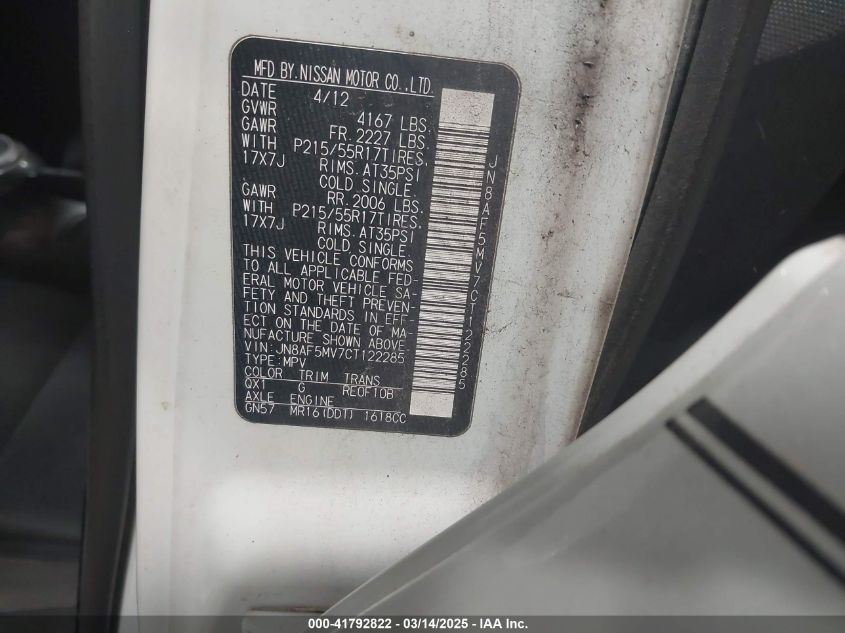 MFD BY.NISSAN MOTOR CO.,LTD.
DATE 4/12
GVWR 4167 LBS.
GAWR FR. 2227 LBS.
WITH P215/55R17TIRES,
17X7J RIMS. AT35PSI
COLD SINGLE.
GAWR RR. 2006 LBS.
WITH P215/55R17TIRES,
17X7J RIMS. AT35PSI
COLD SINGLE.
THIS VEHICLE CONFORMS
TO ALL APPLICABLE FED-
ERAL MOTOR VEHICLE SA-
FETY AND THEFT PREVEN-
TION STANDARDS IN EFF-
ECT ON THE DATE OF MA-
NUFACTURE SHOWN ABOVE.
VIN:JN8AF5MV7CT122285
TYPE:MPV
COLOR TRIM TRANS
QX1 G RE0F10B
AXLE ENGINE
GN57 MR16(DDT) 1618CC
JN8AF5MV7CT122285
000-41792822 - 03/14/2025 - IAAI.COM